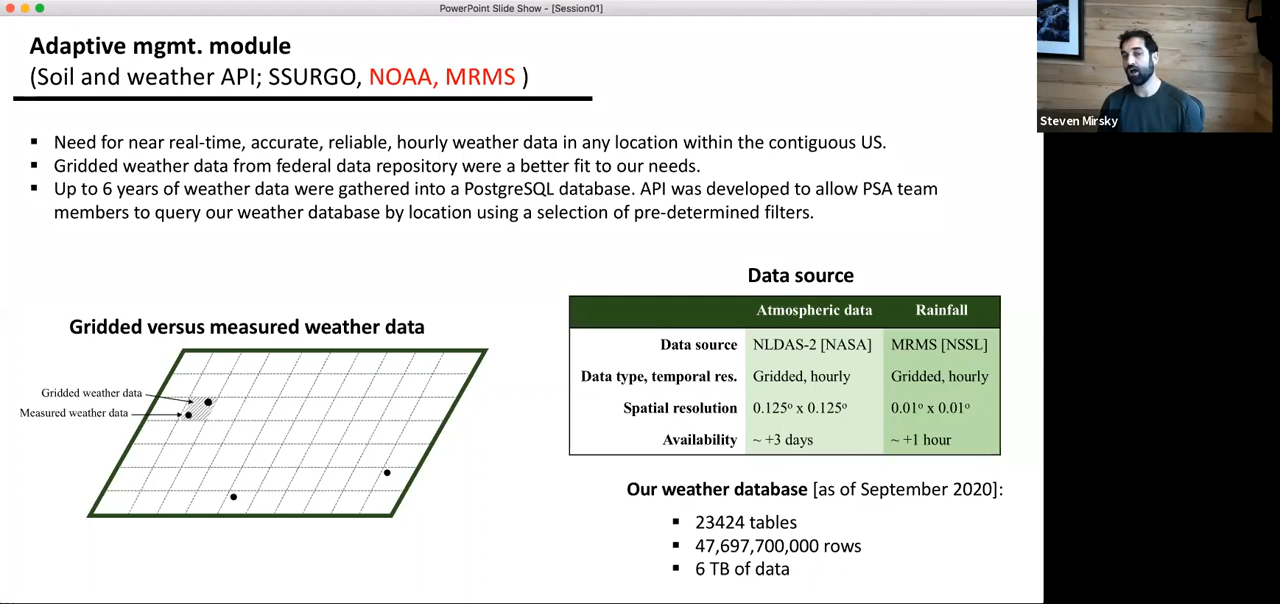 PowerPoint Slide Show - [Session01]
Adaptive mgmt. module
(Soil and weather API; SSURGO, NOAA, MRMS )
▪ Need for near real-time, accurate, reliable, hourly weather data in any location within the contiguous US.
▪ Gridded weather data from federal data repository were a better fit to our needs.
▪ Up to 6 years of weather data were gathered into a PostgreSQL database. API was developed to allow PSA team
members to query our weather database by location using a selection of pre-determined filters.
Gridded versus measured weather data
Gridded weather data
Measured weather data
Data source
Atmospheric data Rainfall
Data source NLDAS-2 [NASA] MRMS [NSSL]
Data type, temporal res. Gridded, hourly Gridded, hourly
Spatial resolution 0.125° x 0.125° 0.01° x 0.01°
Availability ~ +3 days ~ +1 hour
Our weather database [as of September 2020]:
▪ 23424 tables
▪ 47,697,700,000 rows
▪ 6 TB of data
Steven Mirsky